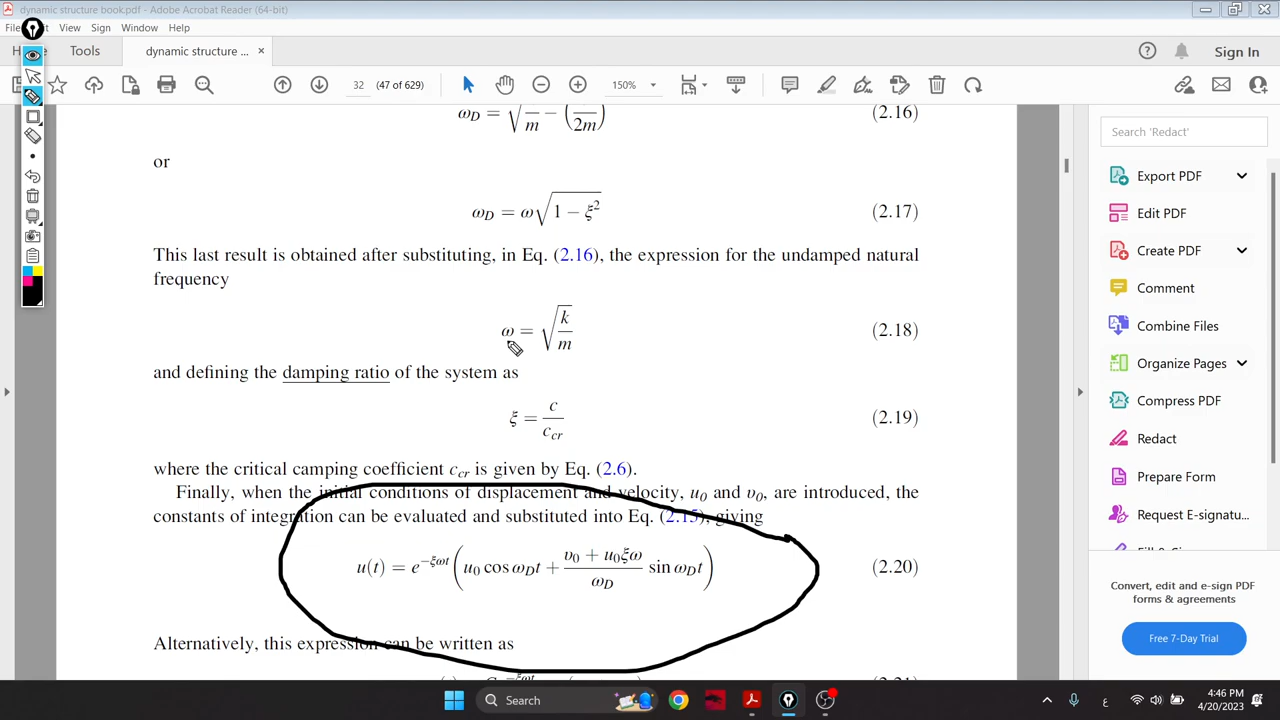 dynamic structure book.pdf - Adobe Acrobat Reader (64-bit)
File Edit View Sign Window Help
Tools dynamic structure ... × Sign In
32 (47 of 629) 150%
ω_D = √(k/m − (c/2m)²) (2.16)
or
ω_D = ω√(1 − ξ²) (2.17)
This last result is obtained after substituting, in Eq. (2.16), the expression for the undamped natural
frequency
ω = √(k/m) (2.18)
and defining the damping ratio of the system as
ξ = c/c_cr (2.19)
where the critical camping coefficient c_cr is given by Eq. (2.6).
Finally, when the initial conditions of displacement and velocity, u₀ and υ₀, are introduced, the
constants of integration can be evaluated and substituted into Eq. (2.15), giving
u(t) = e^(−ξωt) (u₀ cos ω_D t + (υ₀ + u₀ξω)/ω_D sin ω_D t) (2.20)
Alternatively, this expression can be written as
Search 'Redact'
Export PDF
Edit PDF
Create PDF
Comment
Combine Files
Organize Pages
Compress PDF
Redact
Prepare Form
Request E-signatu...
Convert, edit and e-sign PDF
forms & agreements
Free 7-Day Trial
Search
ع
4:46 PM
4/20/2023